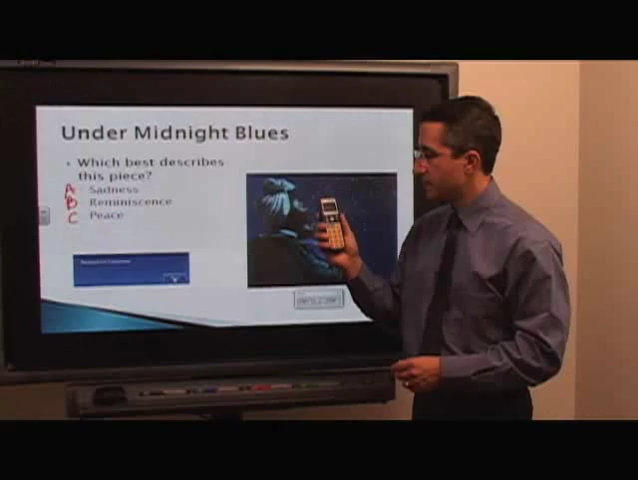 Under Midnight Blues
• Which best describes
this piece?
A Sadness
B Reminiscence
C Peace